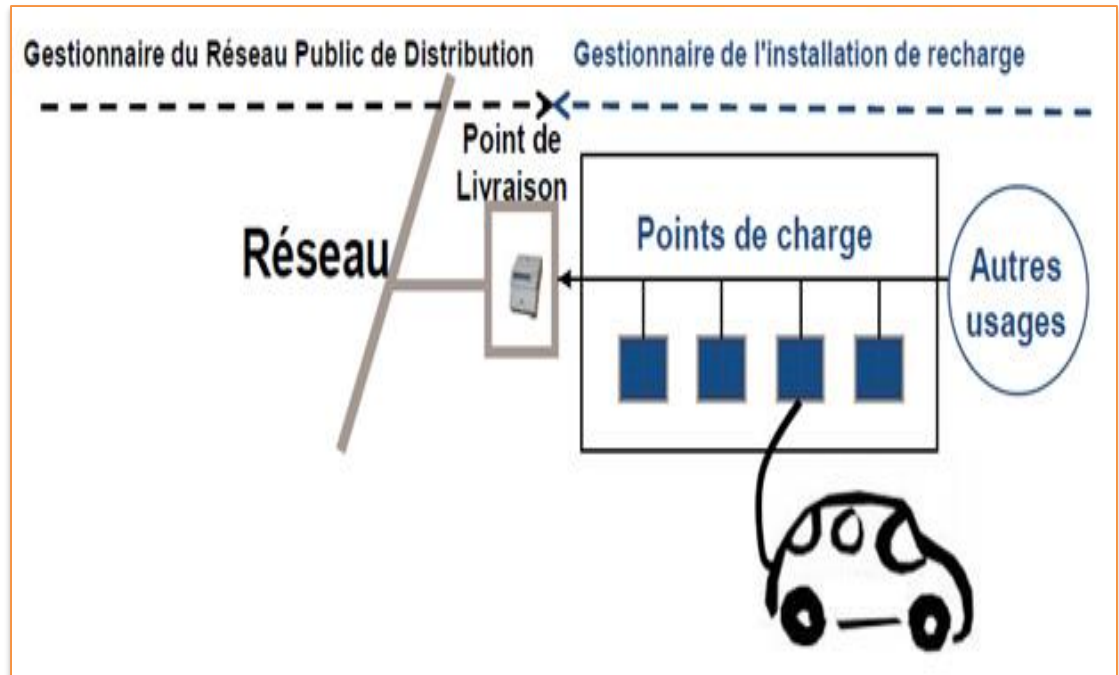 Gestionnaire du Réseau Public de Distribution
Gestionnaire de l'installation de recharge
Point de
Livraison
Réseau
Points de charge
Autres
usages